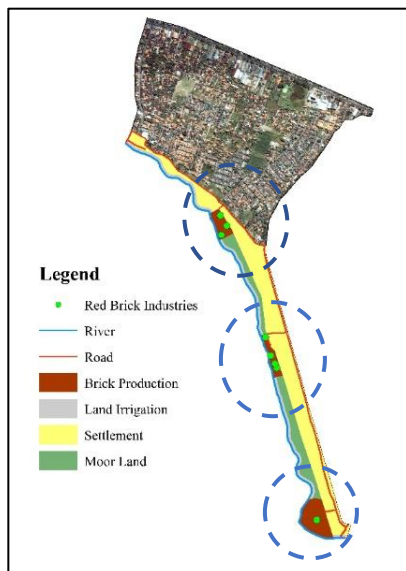 Legend
Red Brick Industries
River
Road
Brick Production
Land Irrigation
Settlement
Moor Land